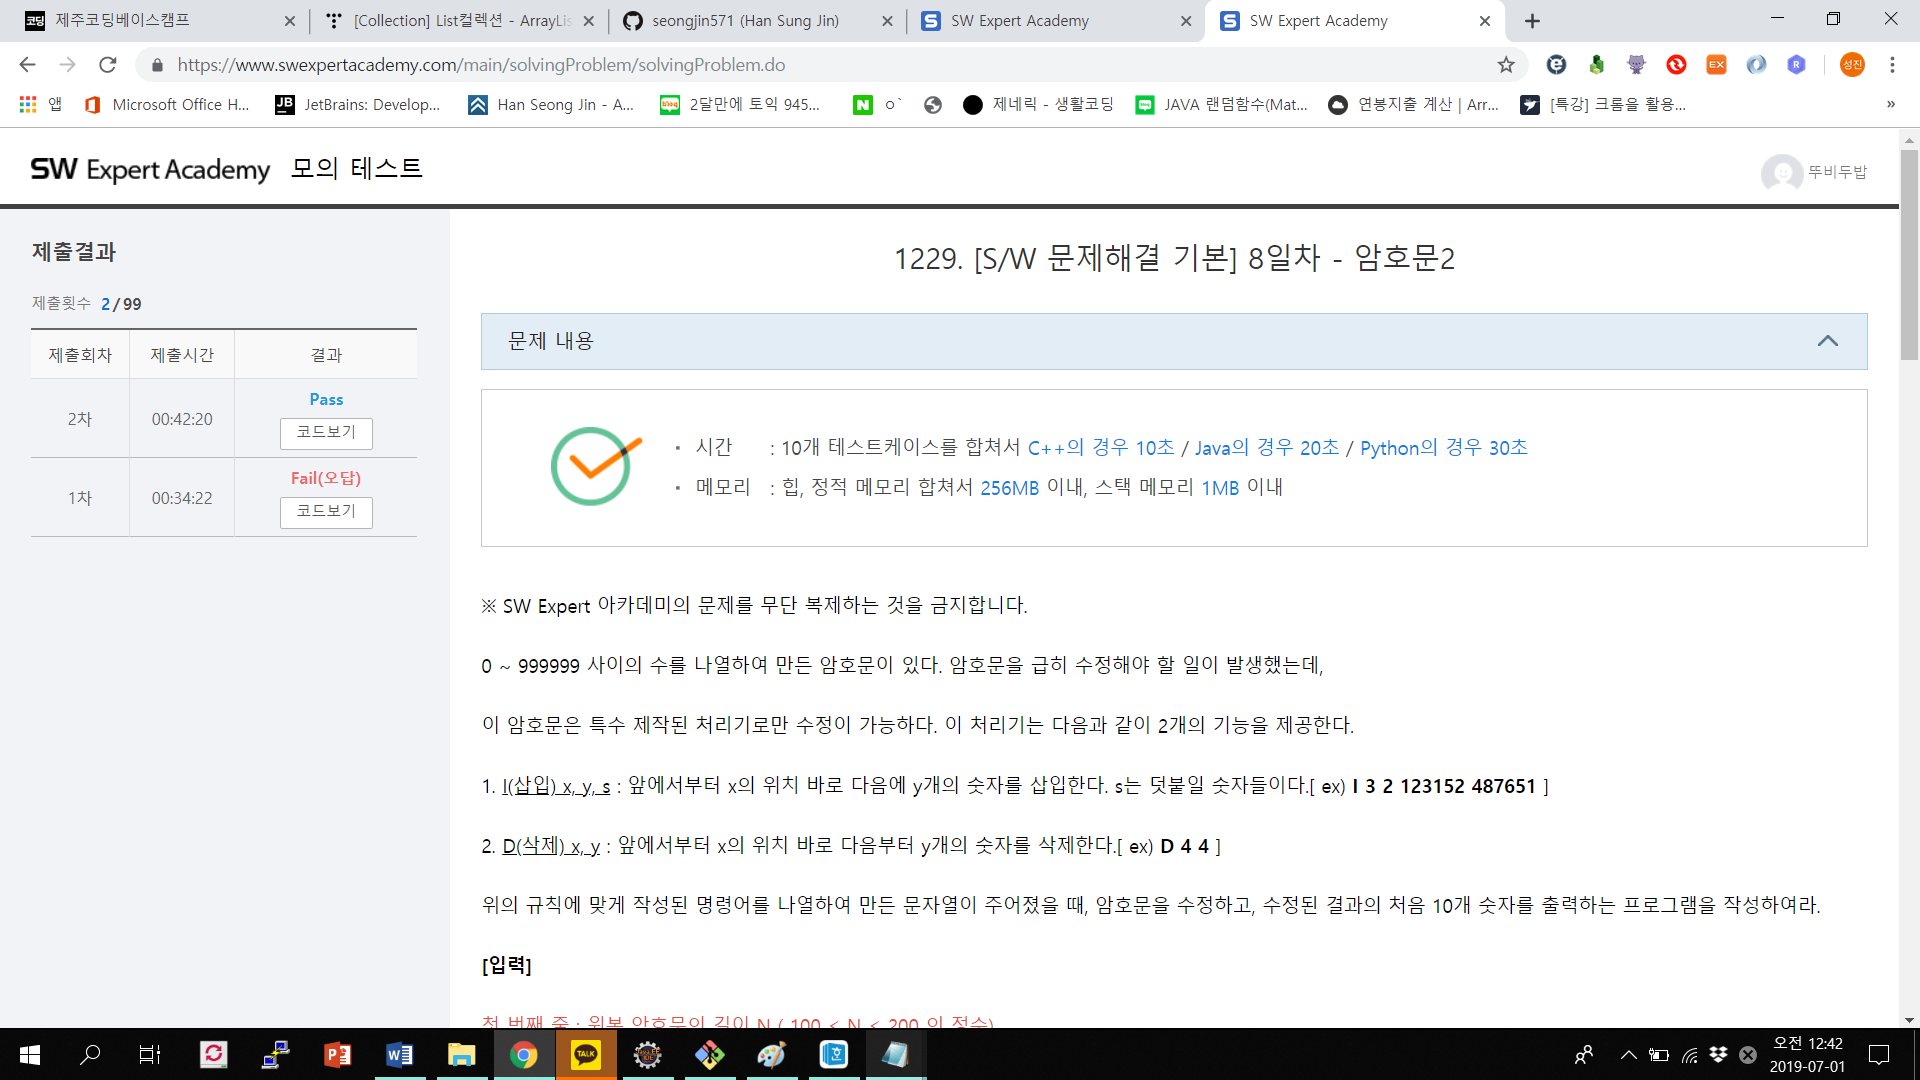 제주코딩베이스캠프
[Collection] List컬렉션 - ArrayLis
seongjin571 (Han Sung Jin)
SW Expert Academy
SW Expert Academy
https://www.swexpertacademy.com/main/solvingProblem/solvingProblem.do
성진
앱
Microsoft Office H...
JetBrains: Develop...
Han Seong Jin - A...
2달만에 토익 945...
ㅇ`
제네릭 - 생활코딩
JAVA 랜덤함수(Mat...
연봉지출 계산 | Arr...
[특강] 크롬을 활용...
SW Expert Academy 모의 테스트
뚜비두밥
제출결과
제출횟수 2/99
제출회차 제출시간 결과
2차 00:42:20 Pass
코드보기
1차 00:34:22 Fail(오답)
코드보기
1229. [S/W 문제해결 기본] 8일차 - 암호문2
문제 내용
· 시간 : 10개 테스트케이스를 합쳐서 C++의 경우 10초 / Java의 경우 20초 / Python의 경우 30초
· 메모리 : 힙, 정적 메모리 합쳐서 256MB 이내, 스택 메모리 1MB 이내
※ SW Expert 아카데미의 문제를 무단 복제하는 것을 금지합니다.
0 ~ 999999 사이의 수를 나열하여 만든 암호문이 있다. 암호문을 급히 수정해야 할 일이 발생했는데,
이 암호문은 특수 제작된 처리기로만 수정이 가능하다. 이 처리기는 다음과 같이 2개의 기능을 제공한다.
1. I(삽입) x, y, s : 앞에서부터 x의 위치 바로 다음에 y개의 숫자를 삽입한다. s는 덧붙일 숫자들이다.[ ex) I 3 2 123152 487651 ]
2. D(삭제) x, y : 앞에서부터 x의 위치 바로 다음부터 y개의 숫자를 삭제한다.[ ex) D 4 4 ]
위의 규칙에 맞게 작성된 명령어를 나열하여 만든 문자열이 주어졌을 때, 암호문을 수정하고, 수정된 결과의 처음 10개 숫자를 출력하는 프로그램을 작성하여라.
[입력]
첫 번째 줄 : 원본 암호문의 길이 N ( 100 ≤ N ≤ 200 의 정수)
오전 12:42
2019-07-01